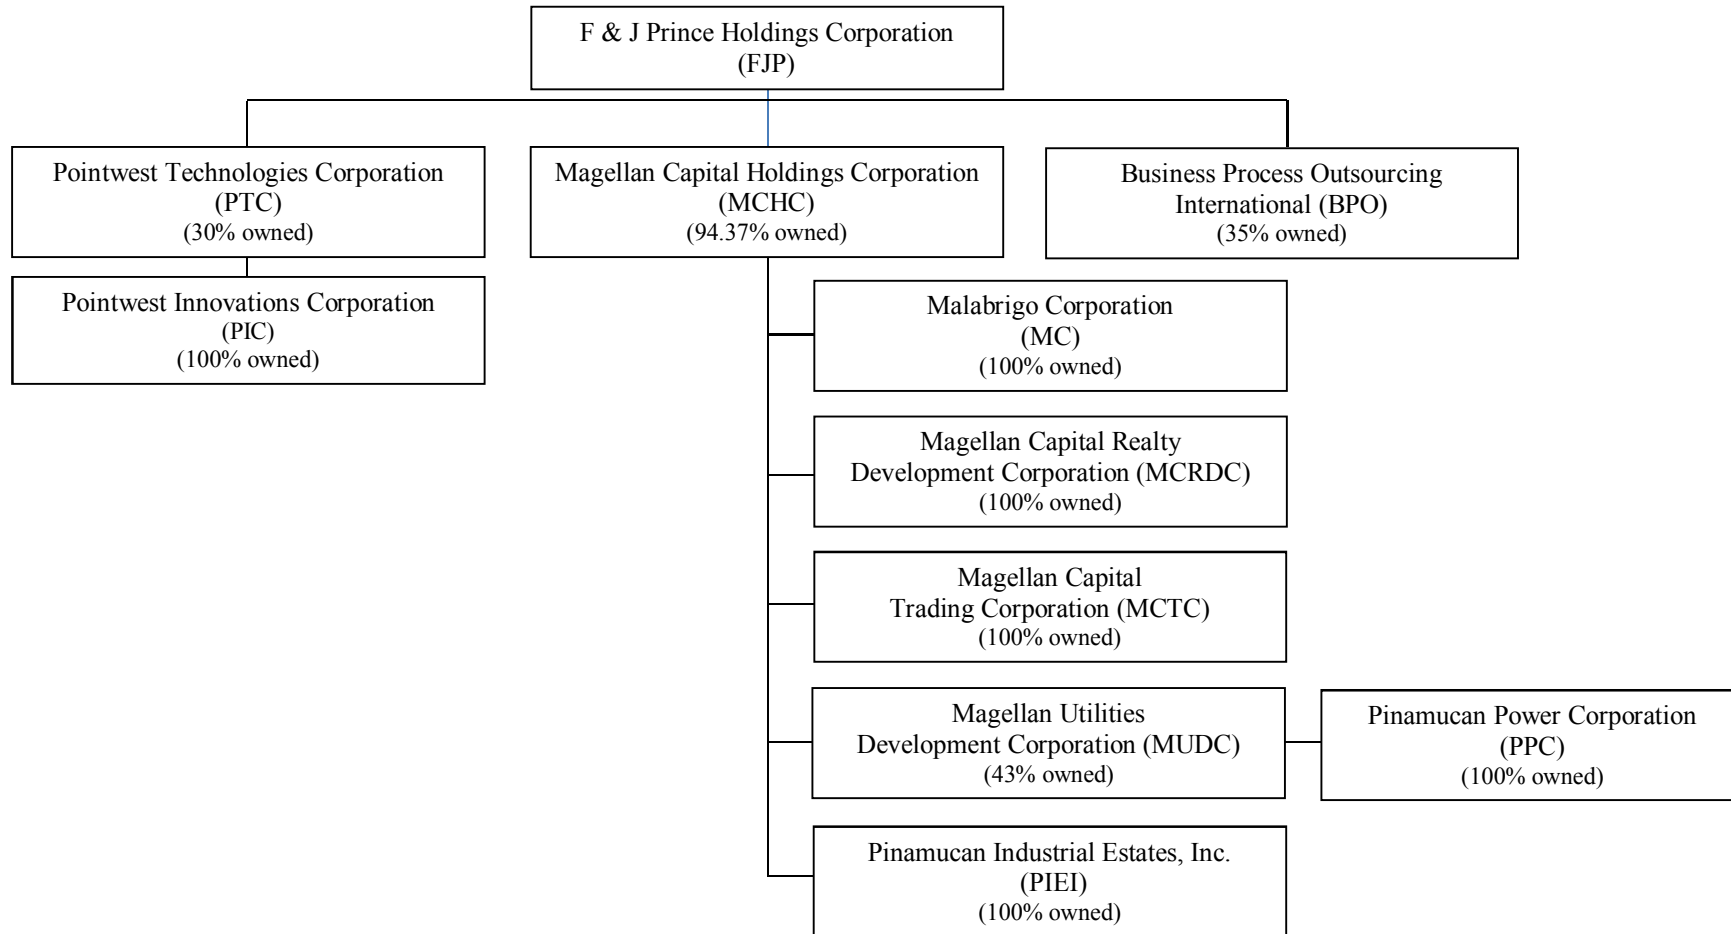 F & J Prince Holdings Corporation
(FJP)
Pointwest Technologies Corporation
(PTC)
(30% owned)
Magellan Capital Holdings Corporation
(MCHC)
(94.37% owned)
Business Process Outsourcing
International (BPO)
(35% owned)
Pointwest Innovations Corporation
(PIC)
(100% owned)
Malabrigo Corporation
(MC)
(100% owned)
Magellan Capital Realty
Development Corporation (MCRDC)
(100% owned)
Magellan Capital
Trading Corporation (MCTC)
(100% owned)
Magellan Utilities
Development Corporation (MUDC)
(43% owned)
Pinamucan Power Corporation
(PPC)
(100% owned)
Pinamucan Industrial Estates, Inc.
(PIEI)
(100% owned)